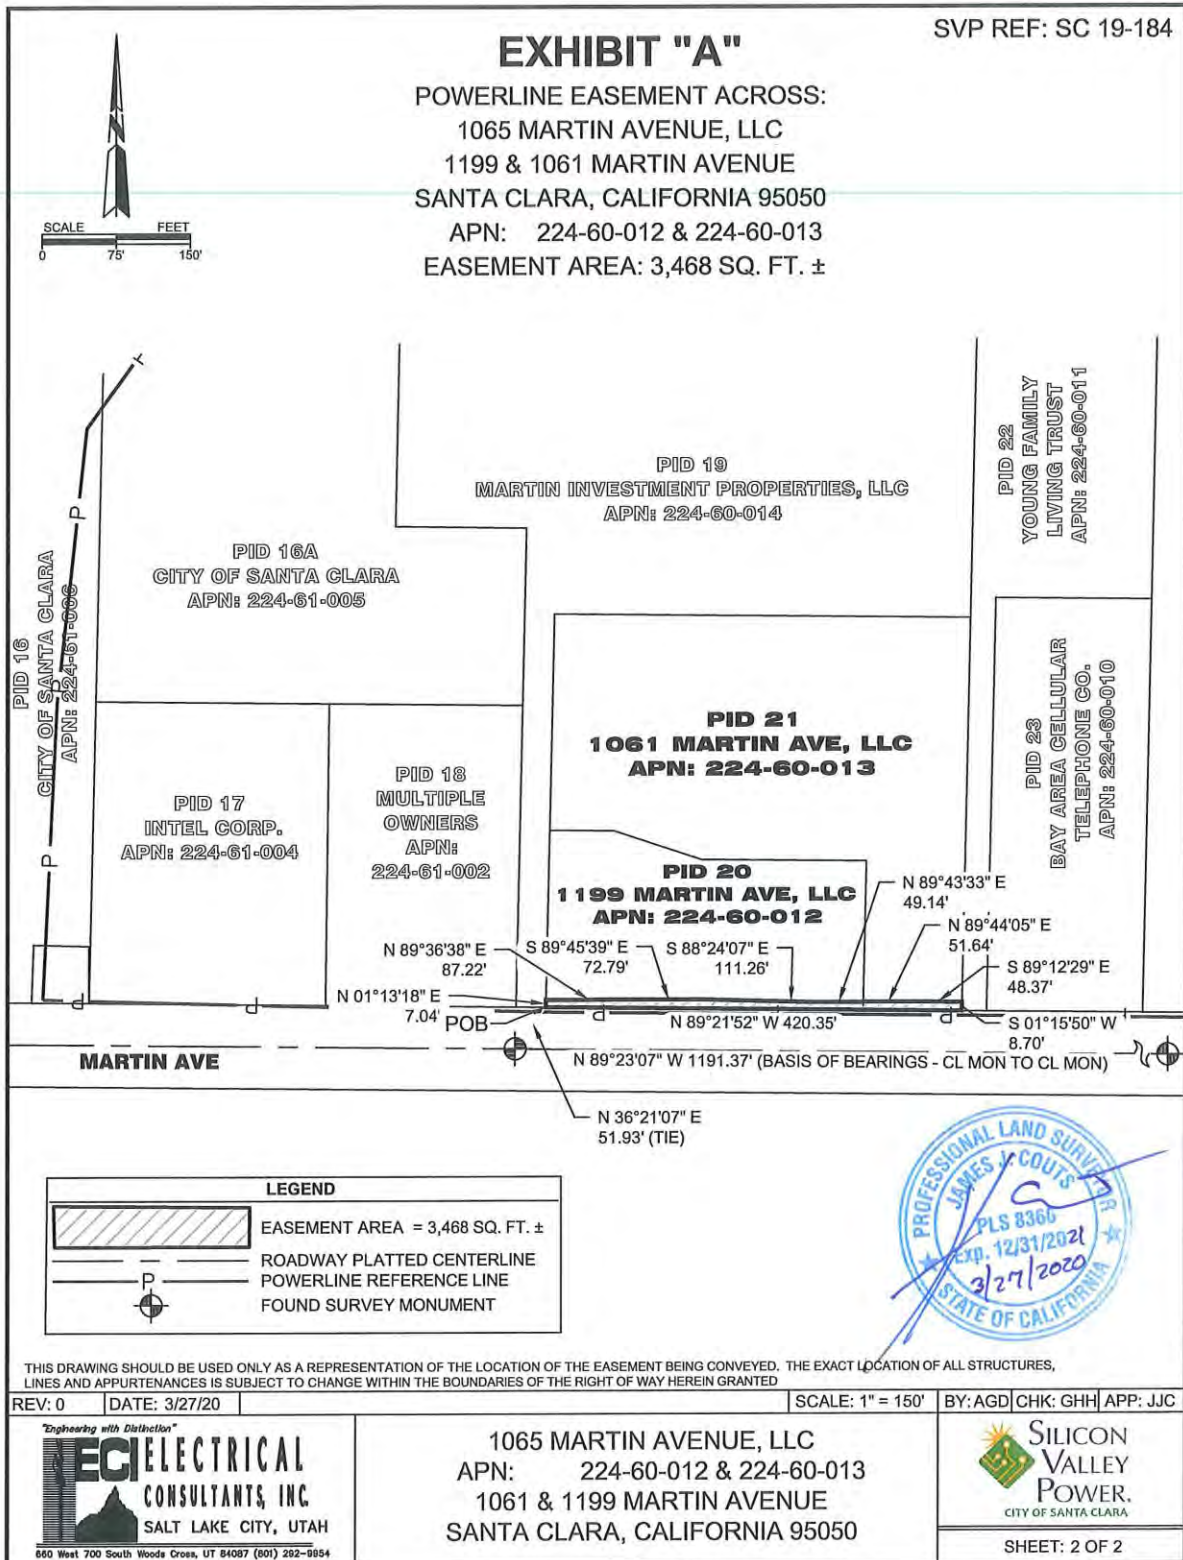 SVP REF: SC 19-184
EXHIBIT "A"
POWERLINE EASEMENT ACROSS:
1065 MARTIN AVENUE, LLC
1199 & 1061 MARTIN AVENUE
SANTA CLARA, CALIFORNIA 95050
APN: 224-60-012 & 224-60-013
EASEMENT AREA: 3,468 SQ. FT. ±
N
SCALE FEET
0 75' 150'
PID 16
CITY OF SANTA CLARA
APN: 224-61-006
P
P
P
PID 16A
CITY OF SANTA CLARA
APN: 224-61-005
PID 19
MARTIN INVESTMENT PROPERTIES, LLC
APN: 224-60-014
PID 22
YOUNG FAMILY
LIVING TRUST
APN: 224-60-011
PID 17
INTEL CORP.
APN: 224-61-004
PID 18
MULTIPLE
OWNERS
APN:
224-61-002
PID 21
1061 MARTIN AVE, LLC
APN: 224-60-013
PID 23
BAY AREA CELLULAR
TELEPHONE CO.
APN: 224-60-010
PID 20
1199 MARTIN AVE, LLC
APN: 224-60-012
N 89°43'33" E
49.14'
N 89°44'05" E
51.64'
N 89°36'38" E
87.22'
S 89°45'39" E
72.79'
S 88°24'07" E
111.26'
S 89°12'29" E
48.37'
N 01°13'18" E
7.04'
POB
P
P
P
P
N 89°21'52" W 420.35'
S 01°15'50" W
8.70'
MARTIN AVE
N 89°23'07" W 1191.37' (BASIS OF BEARINGS - CL MON TO CL MON)
N 36°21'07" E
51.93' (TIE)
PROFESSIONAL LAND SURVEYOR
JAMES J. COUTS
PLS 8360
Exp. 12/31/2021
3/27/2020
STATE OF CALIFORNIA
LEGEND
EASEMENT AREA = 3,468 SQ. FT. ±
ROADWAY PLATTED CENTERLINE
P POWERLINE REFERENCE LINE
FOUND SURVEY MONUMENT
THIS DRAWING SHOULD BE USED ONLY AS A REPRESENTATION OF THE LOCATION OF THE EASEMENT BEING CONVEYED. THE EXACT LOCATION OF ALL STRUCTURES,
LINES AND APPURTENANCES IS SUBJECT TO CHANGE WITHIN THE BOUNDARIES OF THE RIGHT OF WAY HEREIN GRANTED
REV: 0 DATE: 3/27/20 SCALE: 1" = 150' BY: AGD CHK: GHH APP: JJC
"Engineering with Distinction"
ECI ELECTRICAL
CONSULTANTS, INC.
SALT LAKE CITY, UTAH
660 West 700 South Woods Cross, UT 84087 (801) 292-9954
1065 MARTIN AVENUE, LLC
APN: 224-60-012 & 224-60-013
1061 & 1199 MARTIN AVENUE
SANTA CLARA, CALIFORNIA 95050
SILICON
VALLEY
POWER.
CITY OF SANTA CLARA
SHEET: 2 OF 2